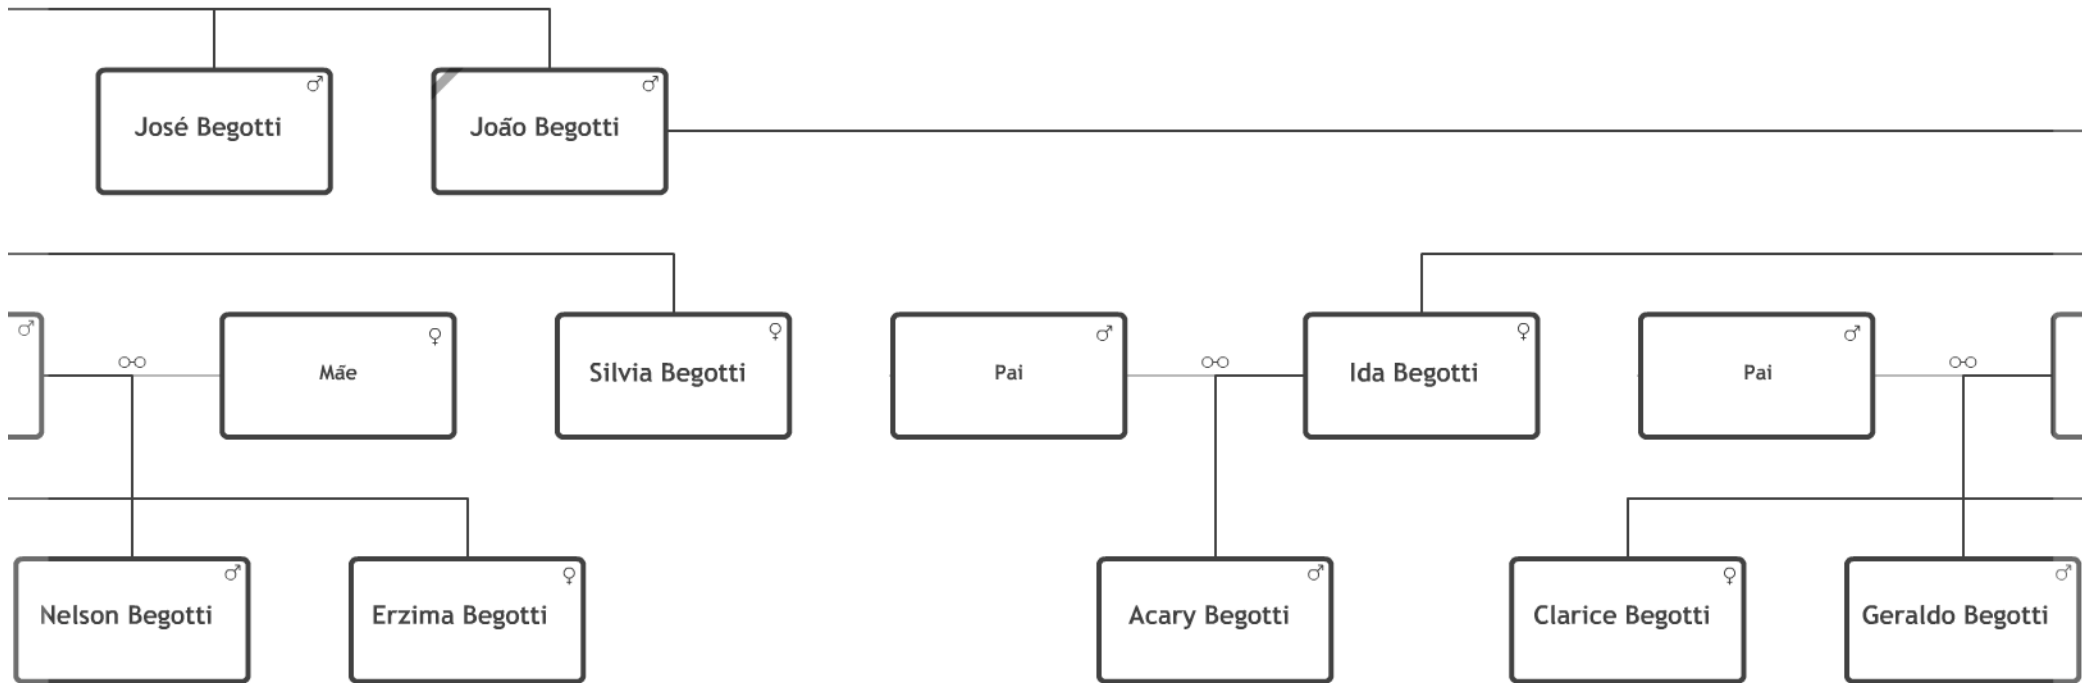 José Begotti
João Begotti
Mãe
Silvia Begotti
Pai
Ida Begotti
Pai
Nelson Begotti
Erzima Begotti
Acary Begotti
Clarice Begotti
Geraldo Begotti